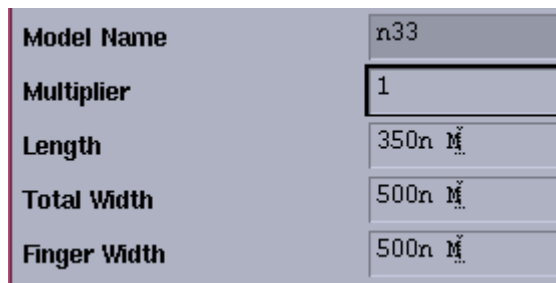 Model Name n33
Multiplier 1
Length 350n M
Total Width 500n M
Finger Width 500n M